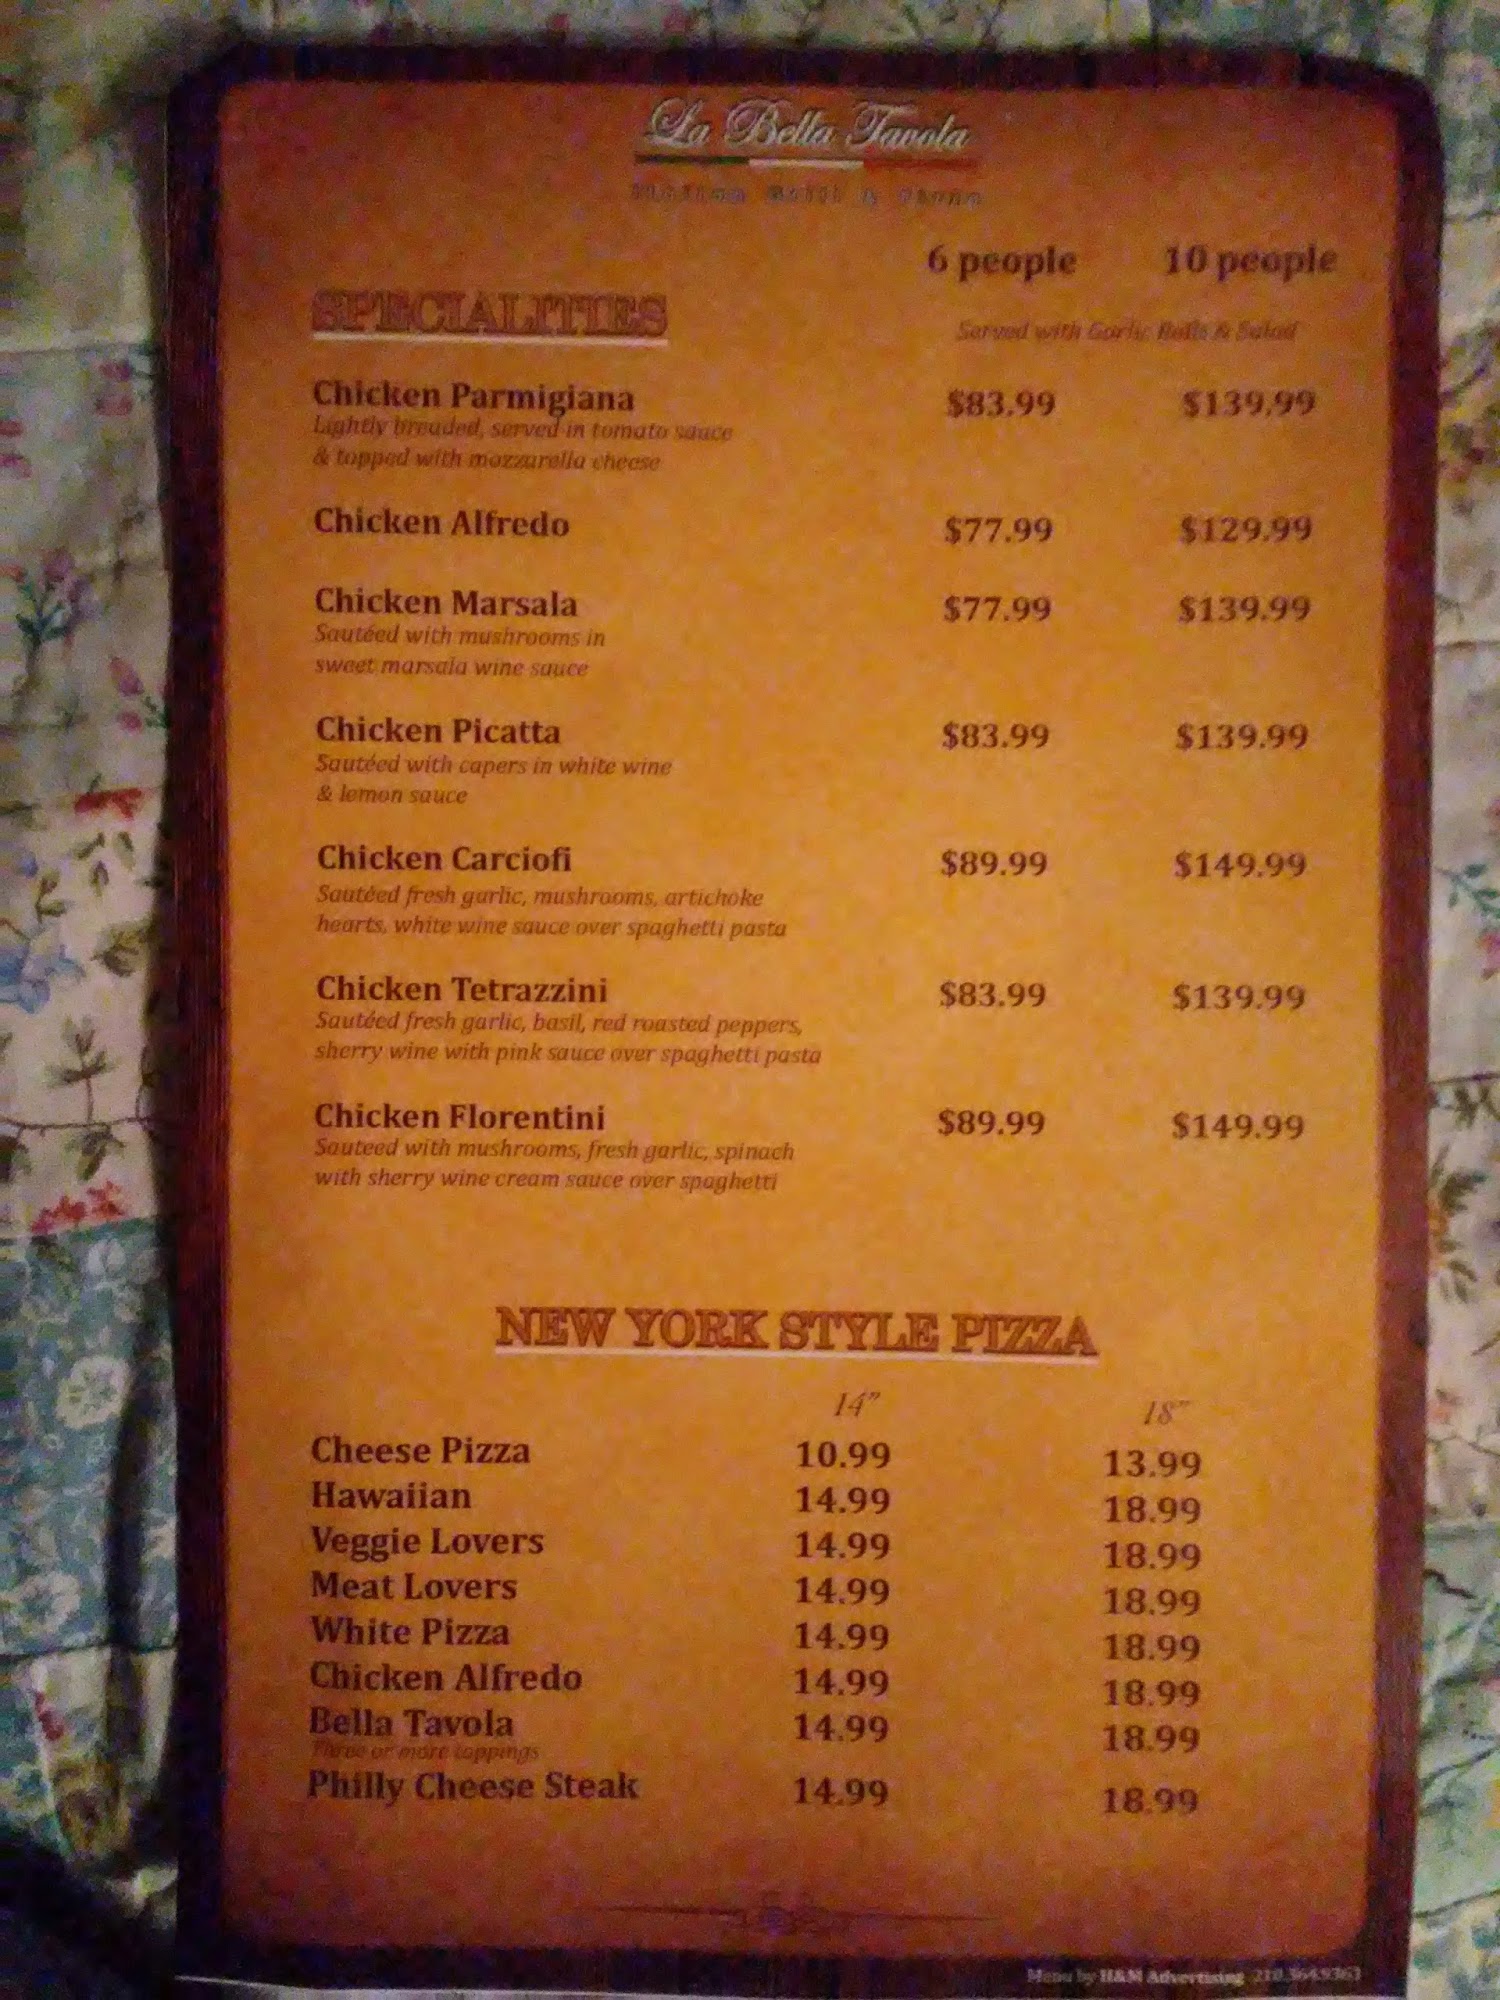 La Bella Tavola
6 people 10 people
SPECIALITIES
Served with Garlic Rolls & Salad
Chicken Parmigiana $83.99 $139.99
Lightly breaded, served in tomato sauce
& topped with mozzarella cheese
Chicken Alfredo $77.99 $129.99
Chicken Marsala $77.99 $139.99
Sautéed with mushrooms in
sweet marsala wine sauce
Chicken Picatta $83.99 $139.99
Sautéed with capers in white wine
& lemon sauce
Chicken Carciofi $89.99 $149.99
Sautéed fresh garlic, mushrooms, artichoke
hearts, white wine sauce over spaghetti pasta
Chicken Tetrazzini $83.99 $139.99
Sautéed fresh garlic, basil, red roasted peppers,
sherry wine with pink sauce over spaghetti pasta
Chicken Florentini $89.99 $149.99
Sauteed with mushrooms, fresh garlic, spinach
with sherry wine cream sauce over spaghetti
NEW YORK STYLE PIZZA
14" 18"
Cheese Pizza 10.99 13.99
Hawaiian 14.99 18.99
Veggie Lovers 14.99 18.99
Meat Lovers 14.99 18.99
White Pizza 14.99 18.99
Chicken Alfredo 14.99 18.99
Bella Tavola 14.99 18.99
Three or more toppings
Philly Cheese Steak 14.99 18.99
Menu by H&M Advertising 210.364.9363